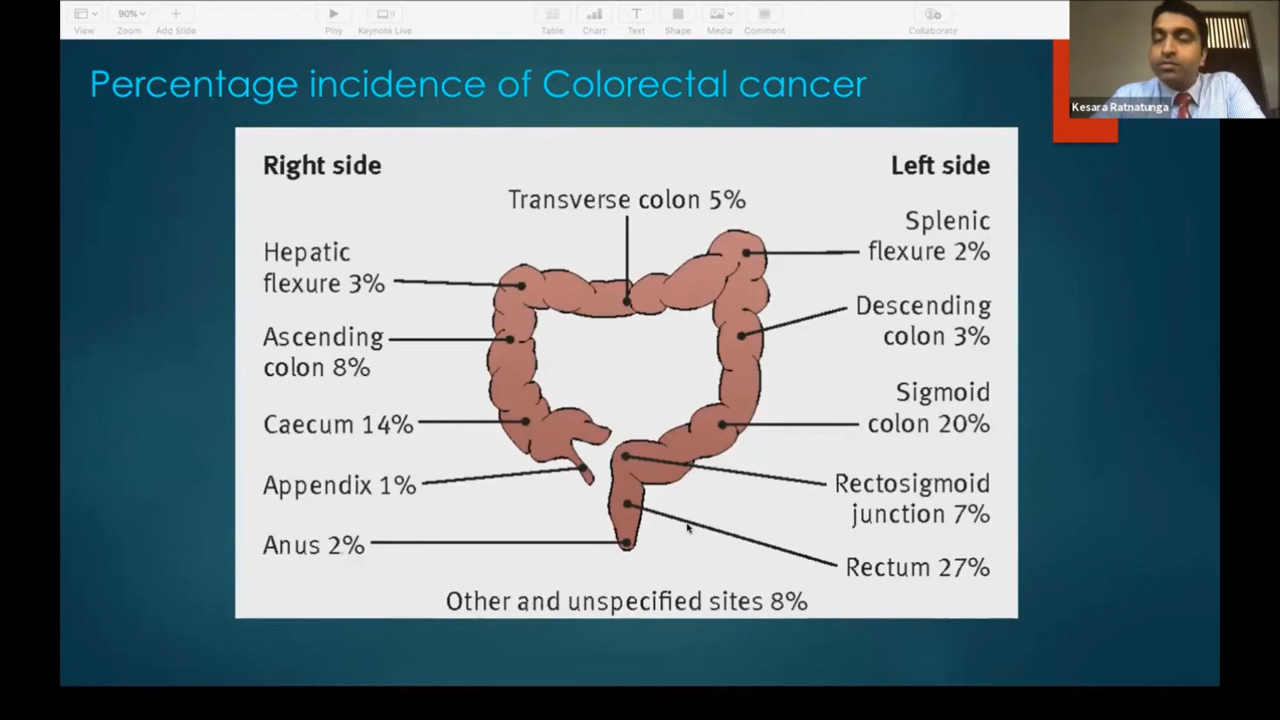 View
90%
Zoom
Add Slide
Play
Keynote Live
Table
Chart
Text
Shape
Media
Comment
Collaborate
Kesara Ratnatunga
Percentage incidence of Colorectal cancer
Right side
Left side
Transverse colon 5%
Hepatic
flexure 3%
Ascending
colon 8%
Caecum 14%
Appendix 1%
Anus 2%
Splenic
flexure 2%
Descending
colon 3%
Sigmoid
colon 20%
Rectosigmoid
junction 7%
Rectum 27%
Other and unspecified sites 8%